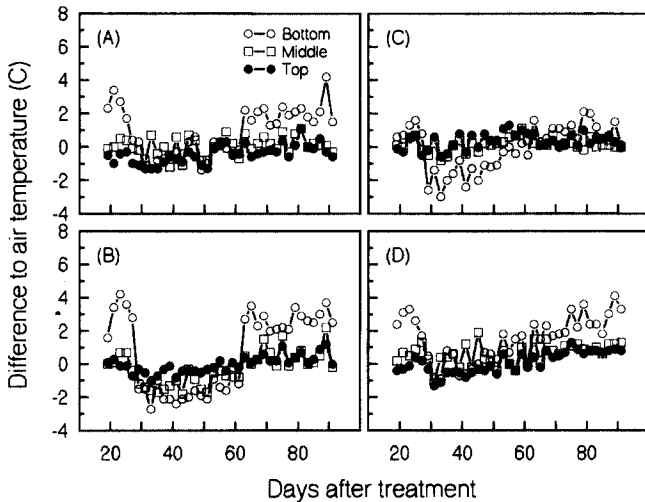 Difference to air temperature (C)
8
6
4
2
0
-2
-4
(A)
Bottom
Middle
Top
(C)
8
6
4
2
0
-2
-4
(B)
(D)
20 40 60 80
20 40 60 80
Days after treatment